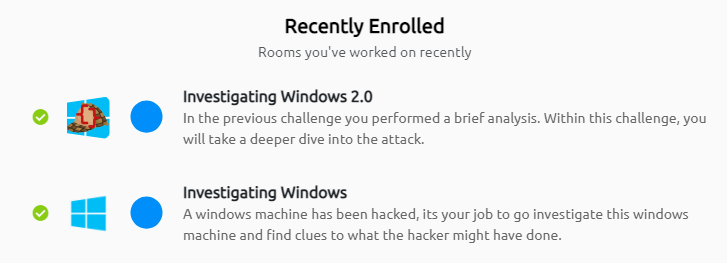 Recently Enrolled
Rooms you've worked on recently
Investigating Windows 2.0
In the previous challenge you performed a brief analysis. Within this challenge, you
will take a deeper dive into the attack.
Investigating Windows
A windows machine has been hacked, its your job to go investigate this windows
machine and find clues to what the hacker might have done.